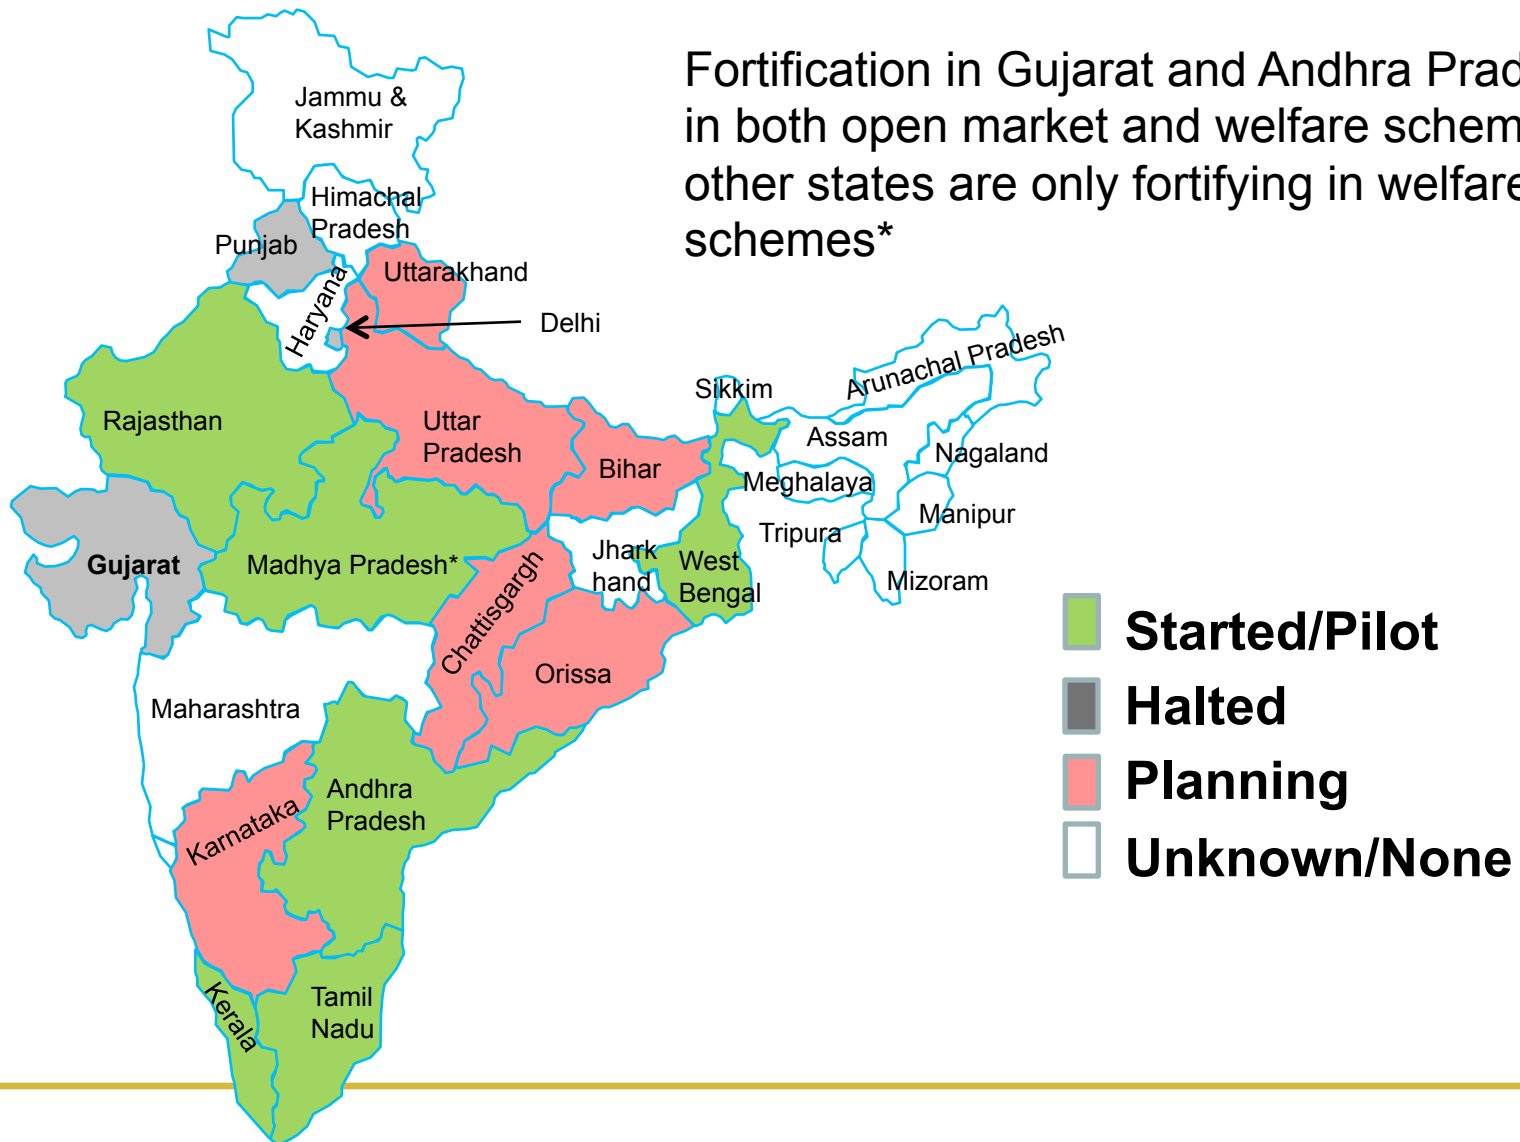 Fortification in Gujarat and Andhra Prad
in both open market and welfare schem
other states are only fortifying in welfare
schemes*
Jammu &
Kashmir
Himachal
Pradesh
Punjab
Uttarakhand
Haryana
Delhi
Sikkim
Arunachal Pradesh
Rajasthan
Uttar
Pradesh
Bihar
Assam
Nagaland
Meghalaya
Manipur
Tripura
Mizoram
Gujarat
Madhya Pradesh*
Jhark
hand
West
Bengal
Chattisgargh
Orissa
Maharashtra
Andhra
Pradesh
Karnataka
Kerala
Tamil
Nadu
Started/Pilot
Halted
Planning
Unknown/None